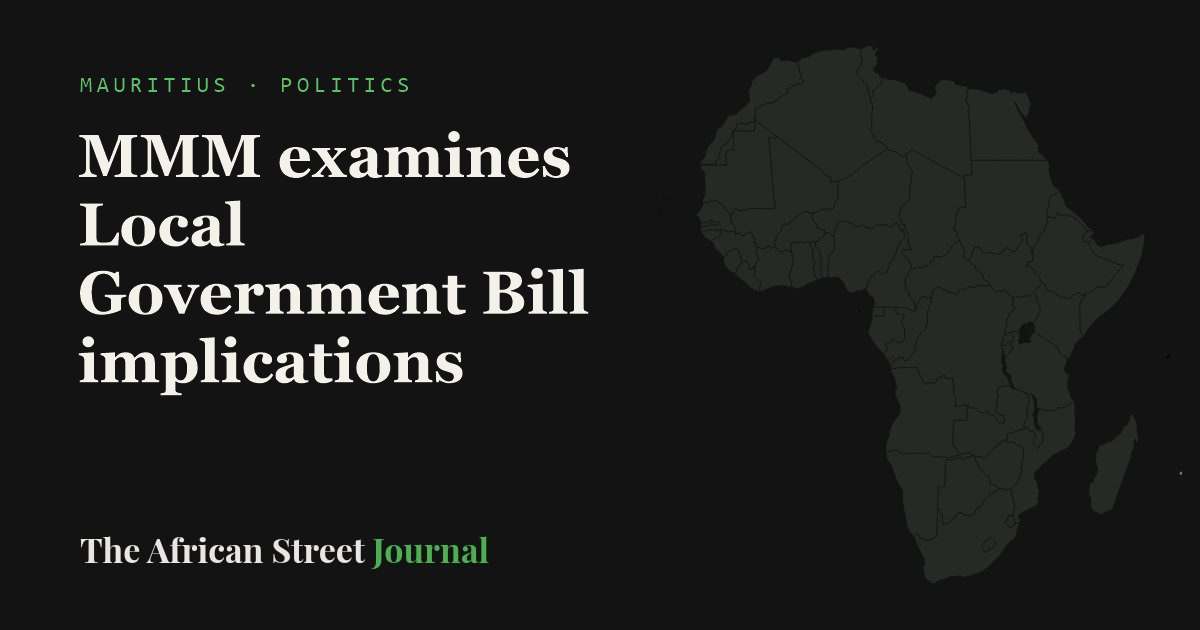 MAURITIUS · POLITICS
MMM examines
Local
Government Bill
implications
The African Street Journal